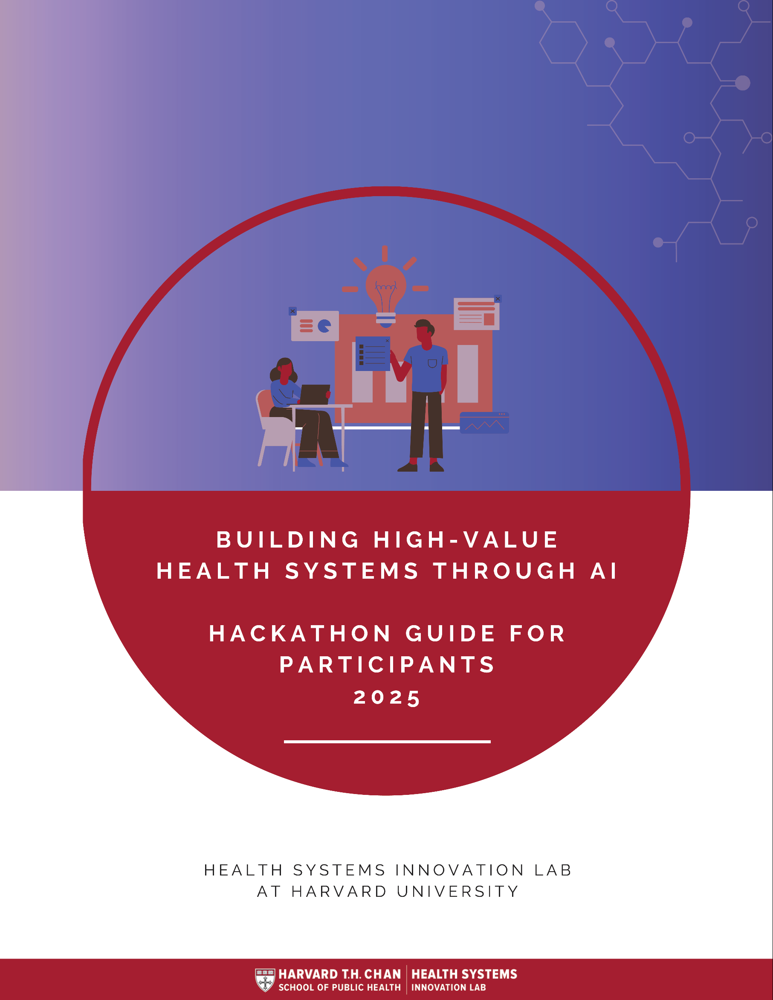 BUILDING HIGH-VALUE
HEALTH SYSTEMS THROUGH AI
HACKATHON GUIDE FOR
PARTICIPANTS
2025
HEALTH SYSTEMS INNOVATION LAB
AT HARVARD UNIVERSITY
HARVARD T.H. CHAN
SCHOOL OF PUBLIC HEALTH
HEALTH SYSTEMS
INNOVATION LAB